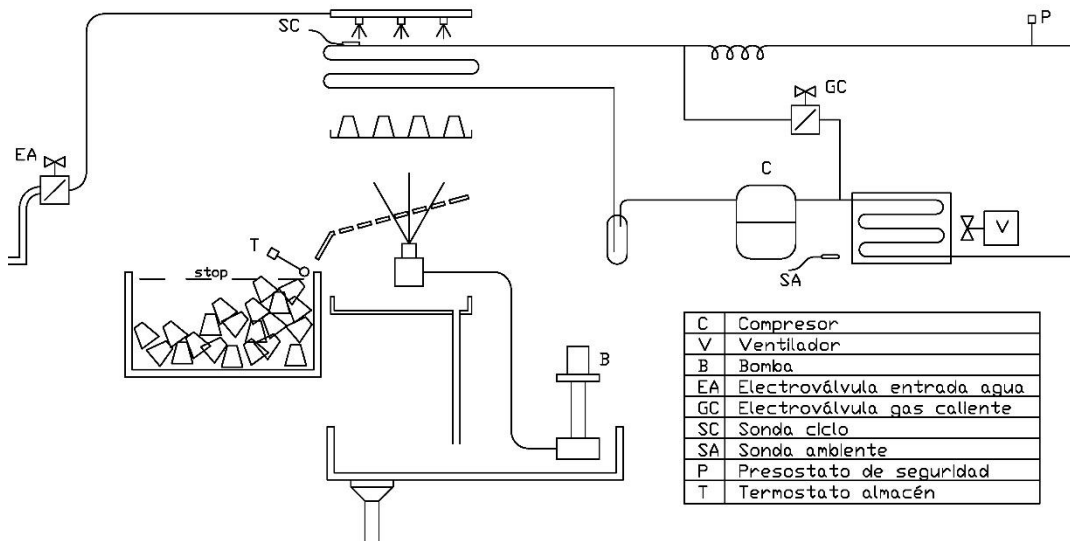 SC
P
GC
EA
C
T
stop
V
SA
B
C Compresor
V Ventilador
B Bomba
EA Electroválvula entrada agua
GC Electroválvula gas caliente
SC Sonda ciclo
SA Sonda ambiente
P Presostato de seguridad
T Termostato almacén